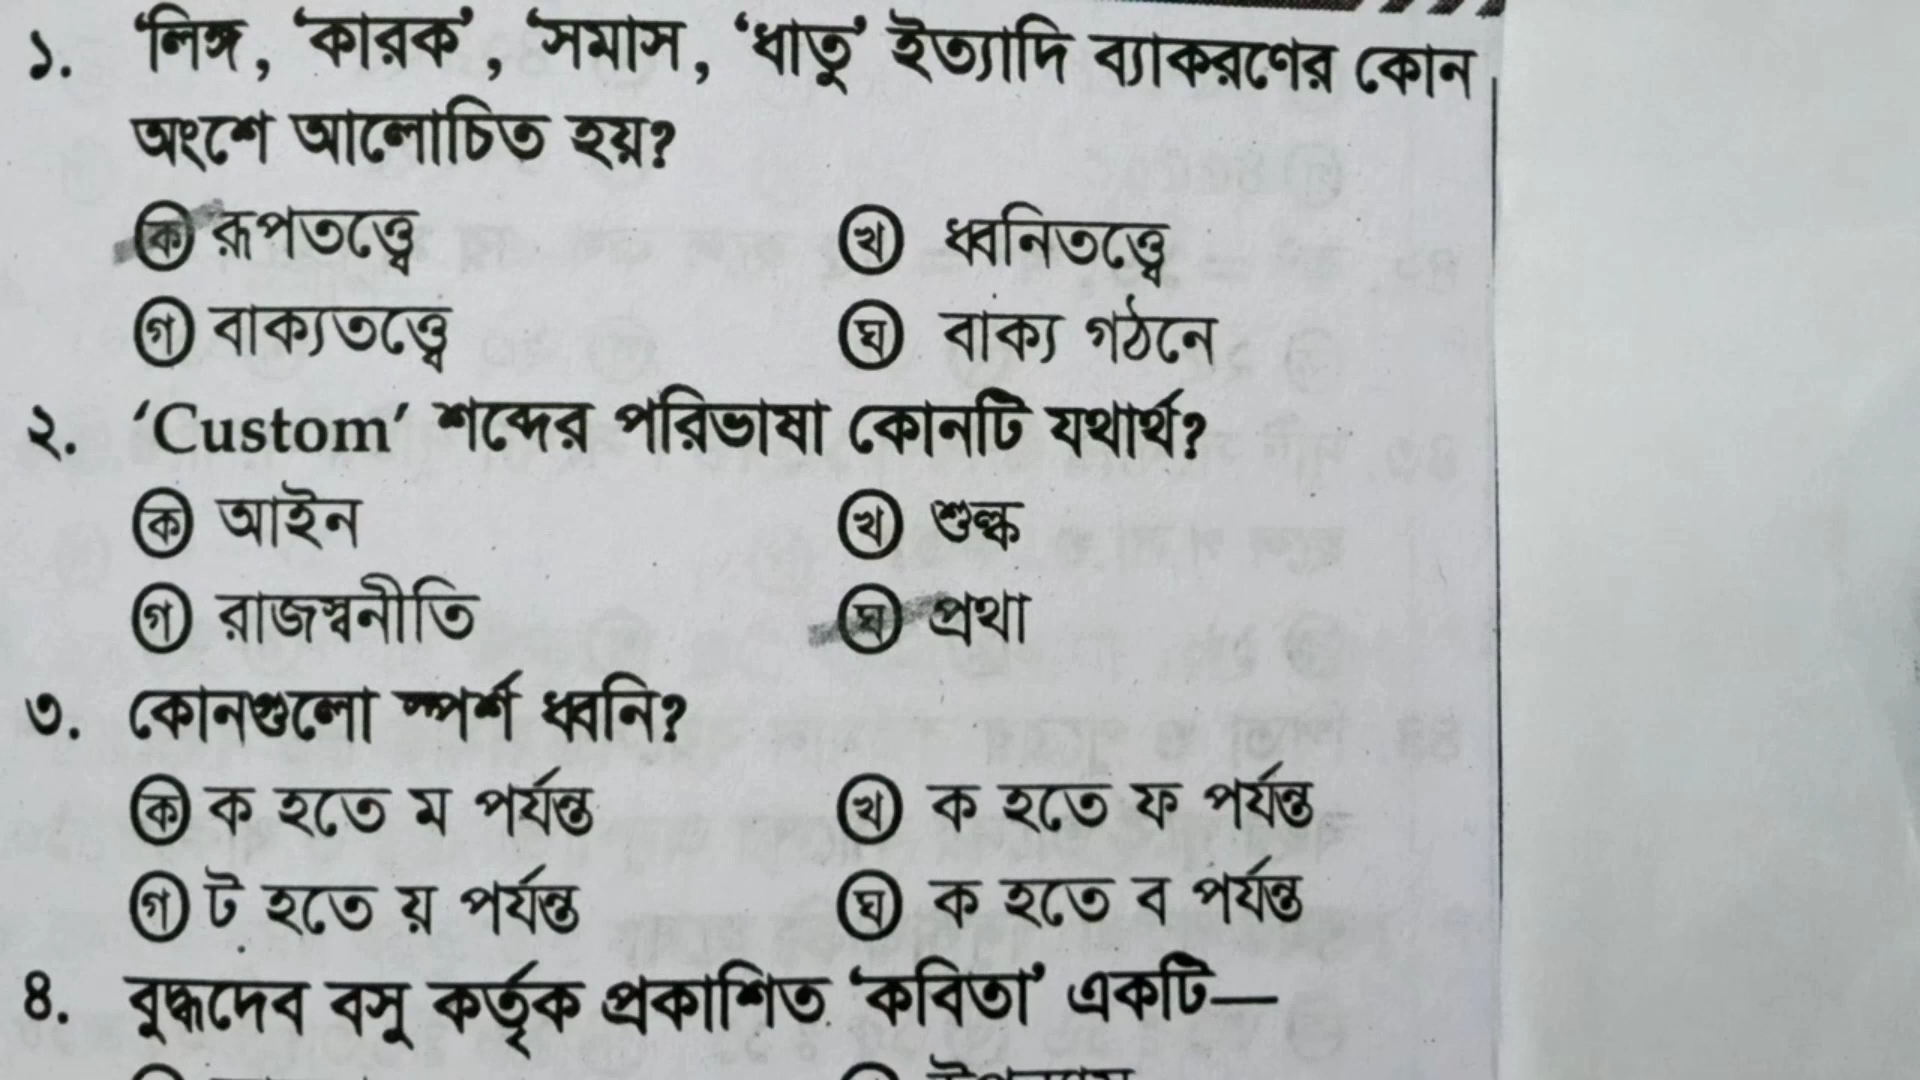 ১. ‘লিঙ্গ, ‘কারক’, ‘সমাস, ‘ধাতু’ ইত্যাদি ব্যাকরণের কোন
অংশে আলোচিত হয়?
ক রূপতত্ত্বে খ ধ্বনিতত্ত্বে
গ বাক্যতত্ত্বে ঘ বাক্য গঠনে
২. ‘Custom’ শব্দের পরিভাষা কোনটি যথার্থ?
ক আইন খ শুল্ক
গ রাজস্বনীতি ঘ প্রথা
৩. কোনগুলো স্পর্শ ধ্বনি?
ক ক হতে ম পর্যন্ত খ ক হতে ফ পর্যন্ত
গ ট হতে য় পর্যন্ত ঘ ক হতে ব পর্যন্ত
৪. বুদ্ধদেব বসু কর্তৃক প্রকাশিত ‘কবিতা’ একটি—